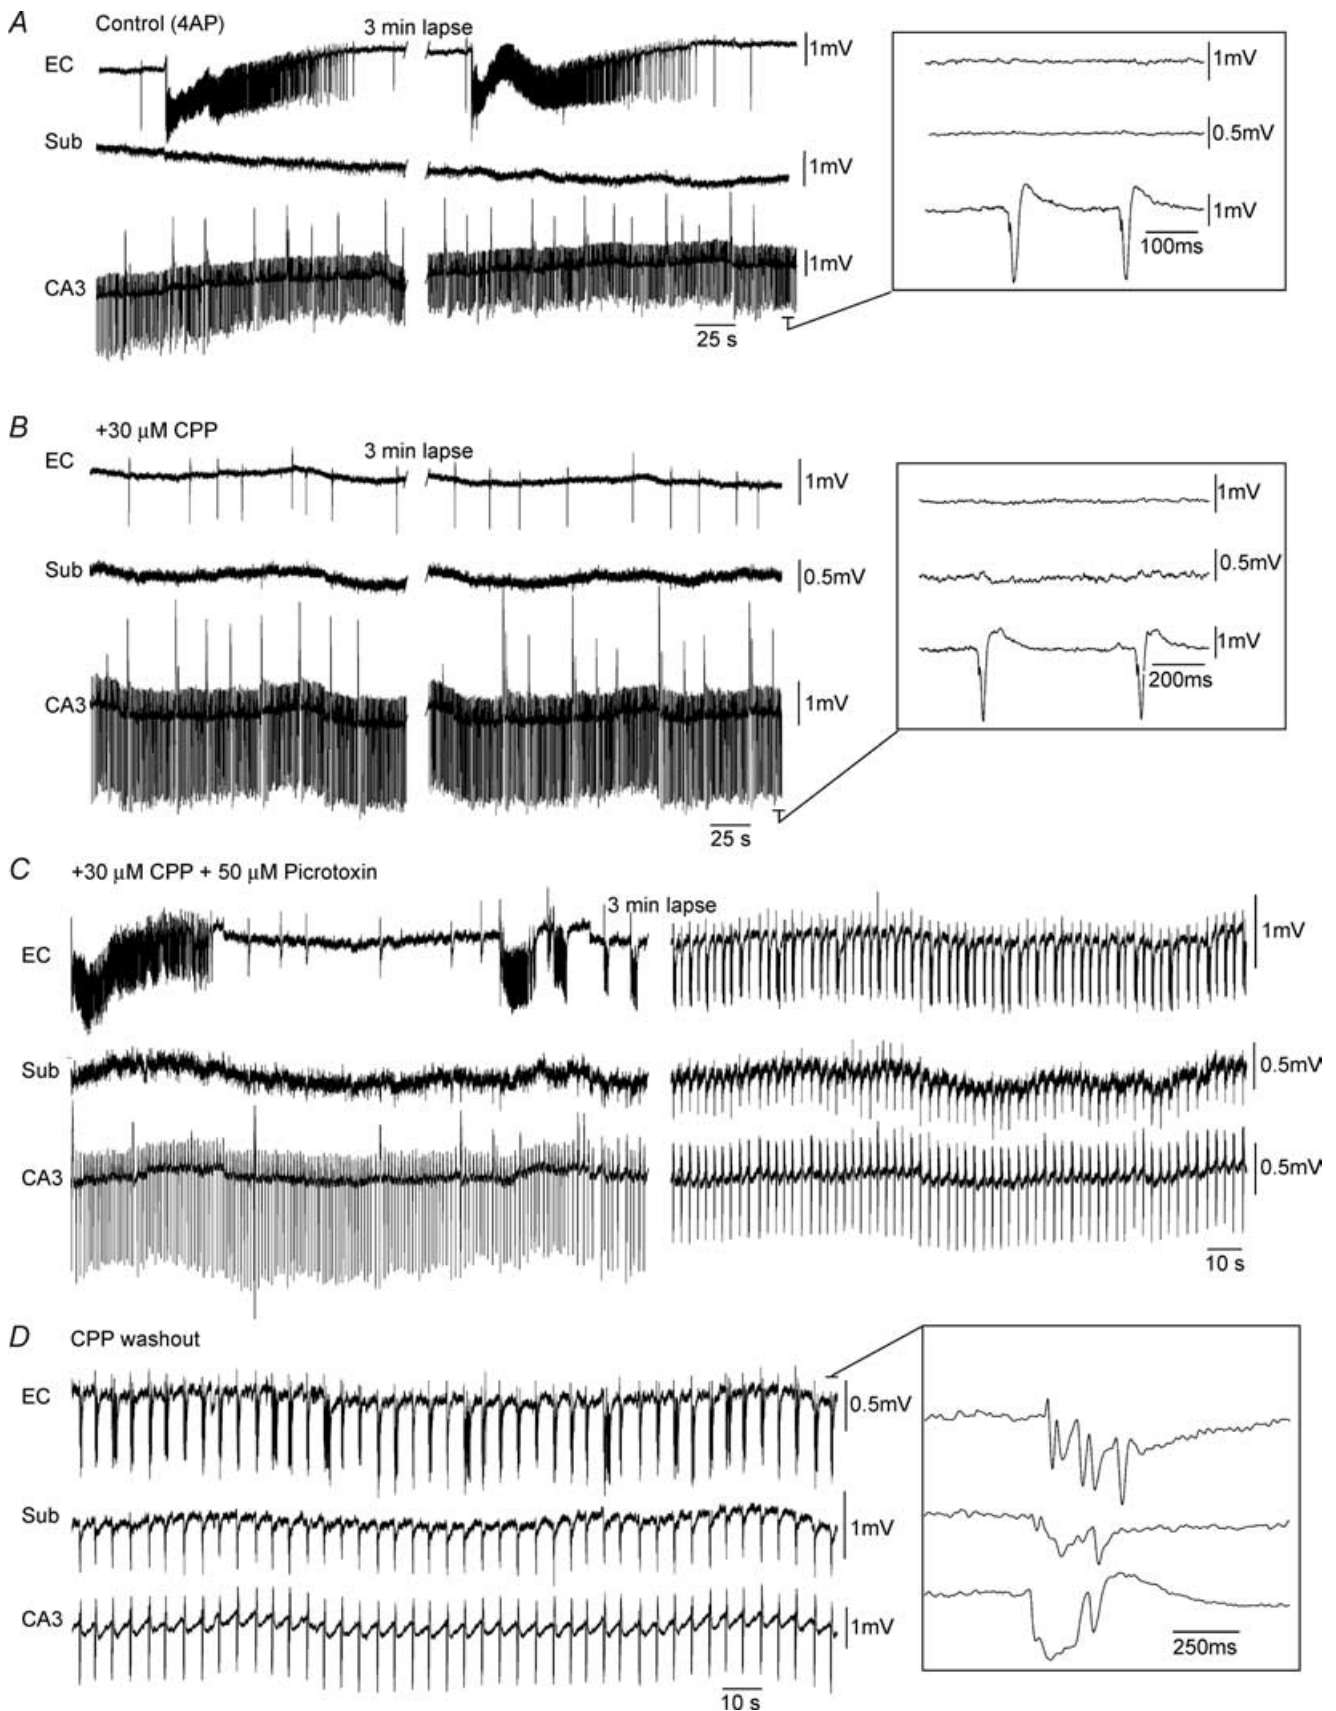 A
Control (4AP)
3 min lapse
EC
1mV
1mV
Sub
0.5mV
1mV
1mV
100ms
CA3
1mV
25 s
B
+30 μM CPP
3 min lapse
EC
1mV
1mV
Sub
0.5mV
0.5mV
1mV
200ms
CA3
1mV
25 s
C
+30 μM CPP + 50 μM Picrotoxin
3 min lapse
EC
1mV
Sub
0.5mV
CA3
0.5mV
10 s
D
CPP washout
EC
0.5mV
Sub
1mV
CA3
1mV
250ms
10 s